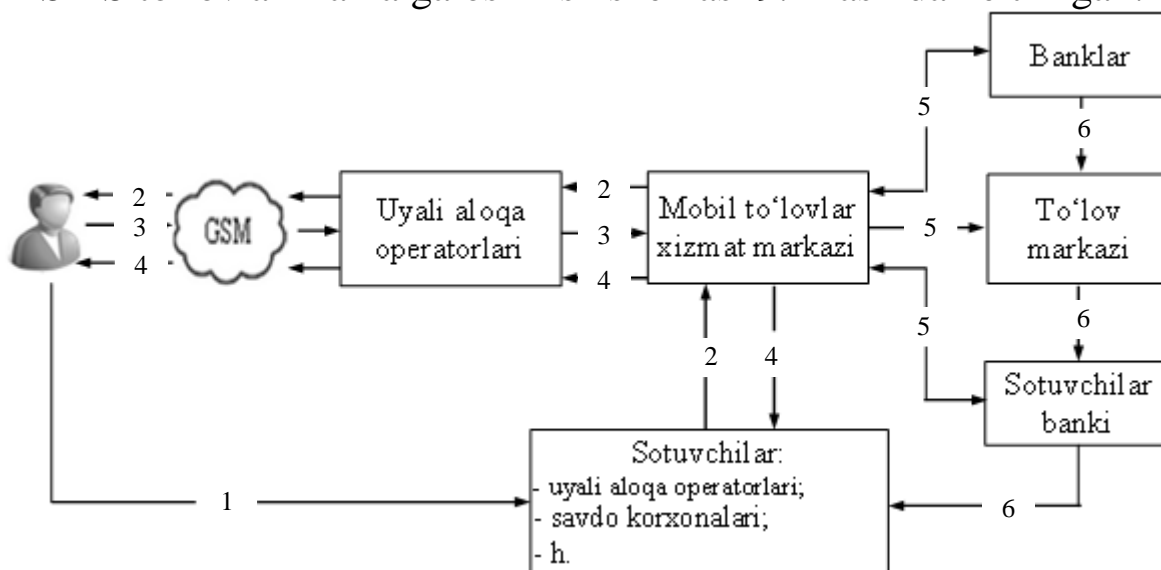 Banklar
5
6
2
3
4
GSM
Uyali aloqa
operatorlari
2
3
4
Mobil to‘lovlar
xizmat markazi
5
To‘lov
markazi
5
6
2
4
Sotuvchilar
banki
1
Sotuvchilar:
- uyali aloqa operatorlari;
- savdo korxonalari;
- h.
6